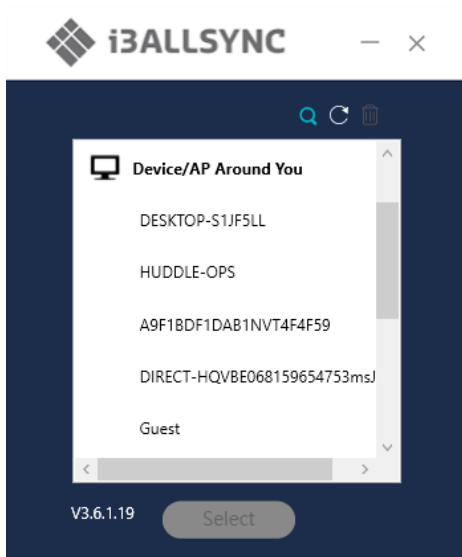 i3ALLSYNC
Device/AP Around You
DESKTOP-S1JF5LL
HUDDLE-OPS
A9F1BDF1DAB1NVT4F4F59
DIRECT-HQVBE068159654753msJ
Guest
V3.6.1.19
Select